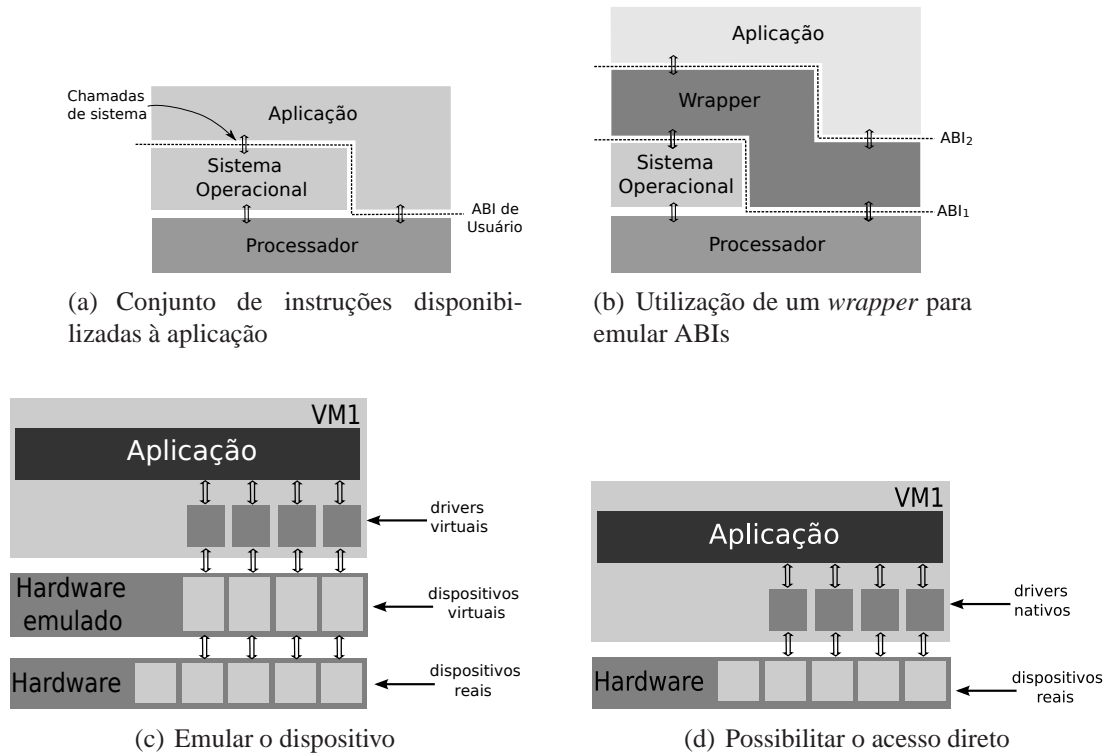 Chamadas
de sistema
Aplicação
Sistema
Operacional
ABI de
Usuário
Processador
(a) Conjunto de instruções disponibi-
lizadas à aplicação
Aplicação
Wrapper
ABI2
Sistema
Operacional
ABI1
Processador
(b) Utilização de um wrapper para
emular ABIs
VM1
Aplicação
drivers
virtuais
Hardware
emulado
dispositivos
virtuais
Hardware
dispositivos
reais
(c) Emular o dispositivo
VM1
Aplicação
drivers
nativos
Hardware
dispositivos
reais
(d) Possibilitar o acesso direto